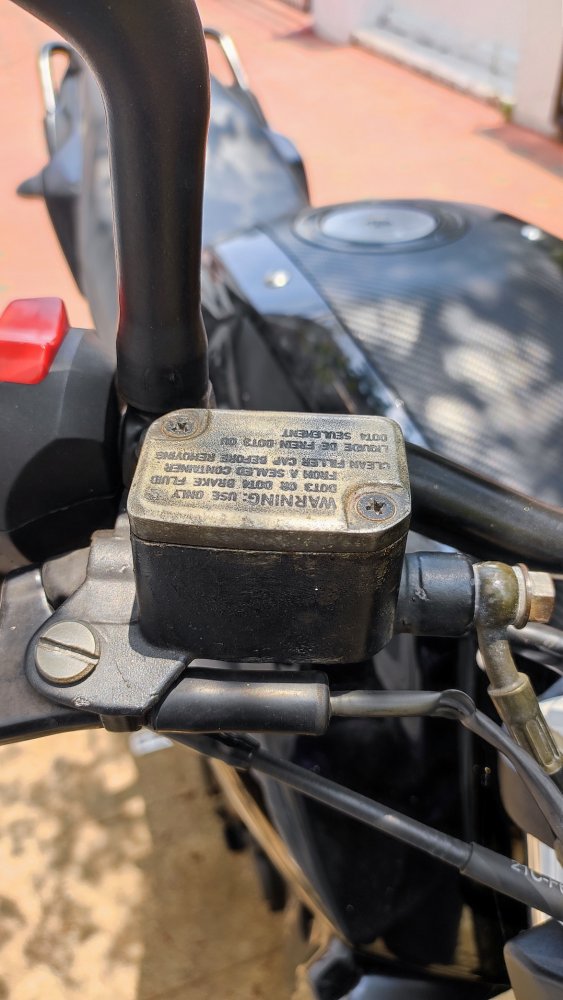 WARNING: USE ONLY
DOT3 OR DOT4 BRAKE FLUID
FROM A SEALED CONTAINER
CLEAN FILLER CAP BEFORE REMOVING
LIQUIDE DE FREIN DOT3 OU
DOT4 SEULEMENT